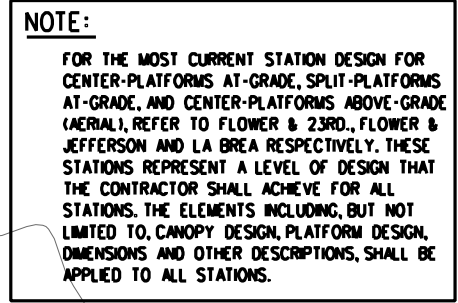 NOTE:
FOR THE MOST CURRENT STATION DESIGN FOR
CENTER-PLATFORMS AT-GRADE, SPLIT-PLATFORMS
AT-GRADE, AND CENTER-PLATFORMS ABOVE-GRADE
(AERIAL), REFER TO FLOWER & 23RD., FLOWER &
JEFFERSON AND LA BREA RESPECTIVELY. THESE
STATIONS REPRESENT A LEVEL OF DESIGN THAT
THE CONTRACTOR SHALL ACHIEVE FOR ALL
STATIONS. THE ELEMENTS INCLUDING, BUT NOT
LIMITED TO, CANOPY DESIGN, PLATFORM DESIGN,
DIMENSIONS AND OTHER DESCRIPTIONS, SHALL BE
APPLIED TO ALL STATIONS.